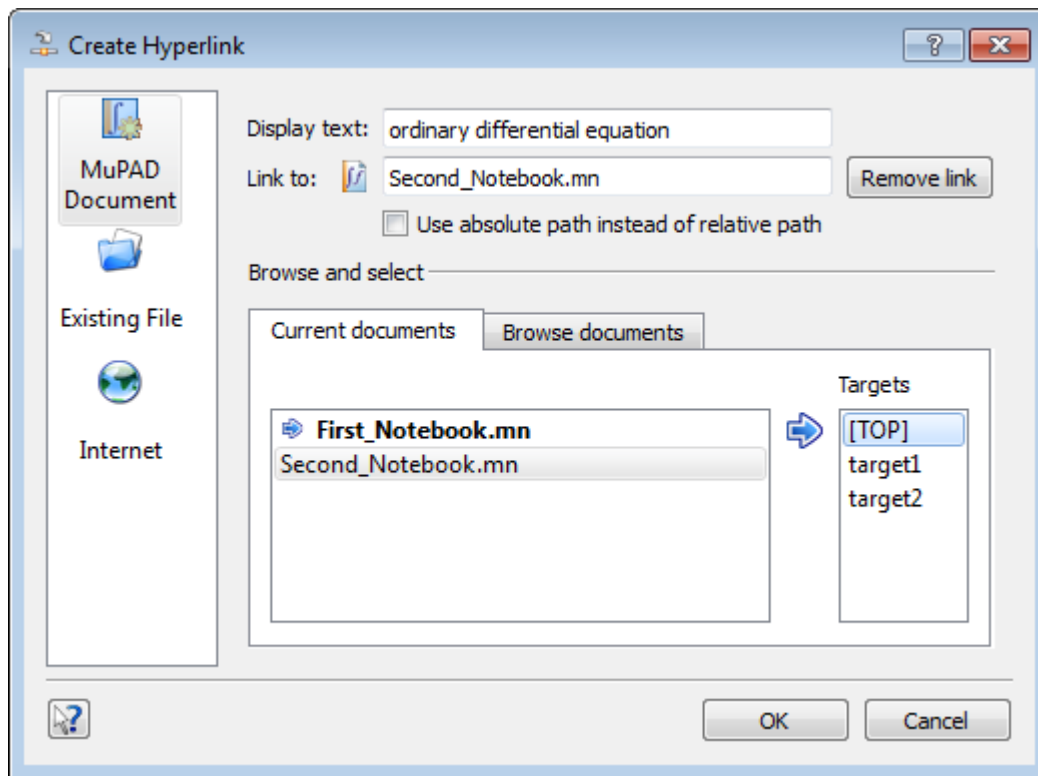 Create Hyperlink
MuPAD
Document
Existing File
Internet
Display text: ordinary differential equation
Link to: Second_Notebook.mn Remove link
Use absolute path instead of relative path
Browse and select
Current documents Browse documents
Targets
First_Notebook.mn
Second_Notebook.mn
[TOP]
target1
target2
OK Cancel